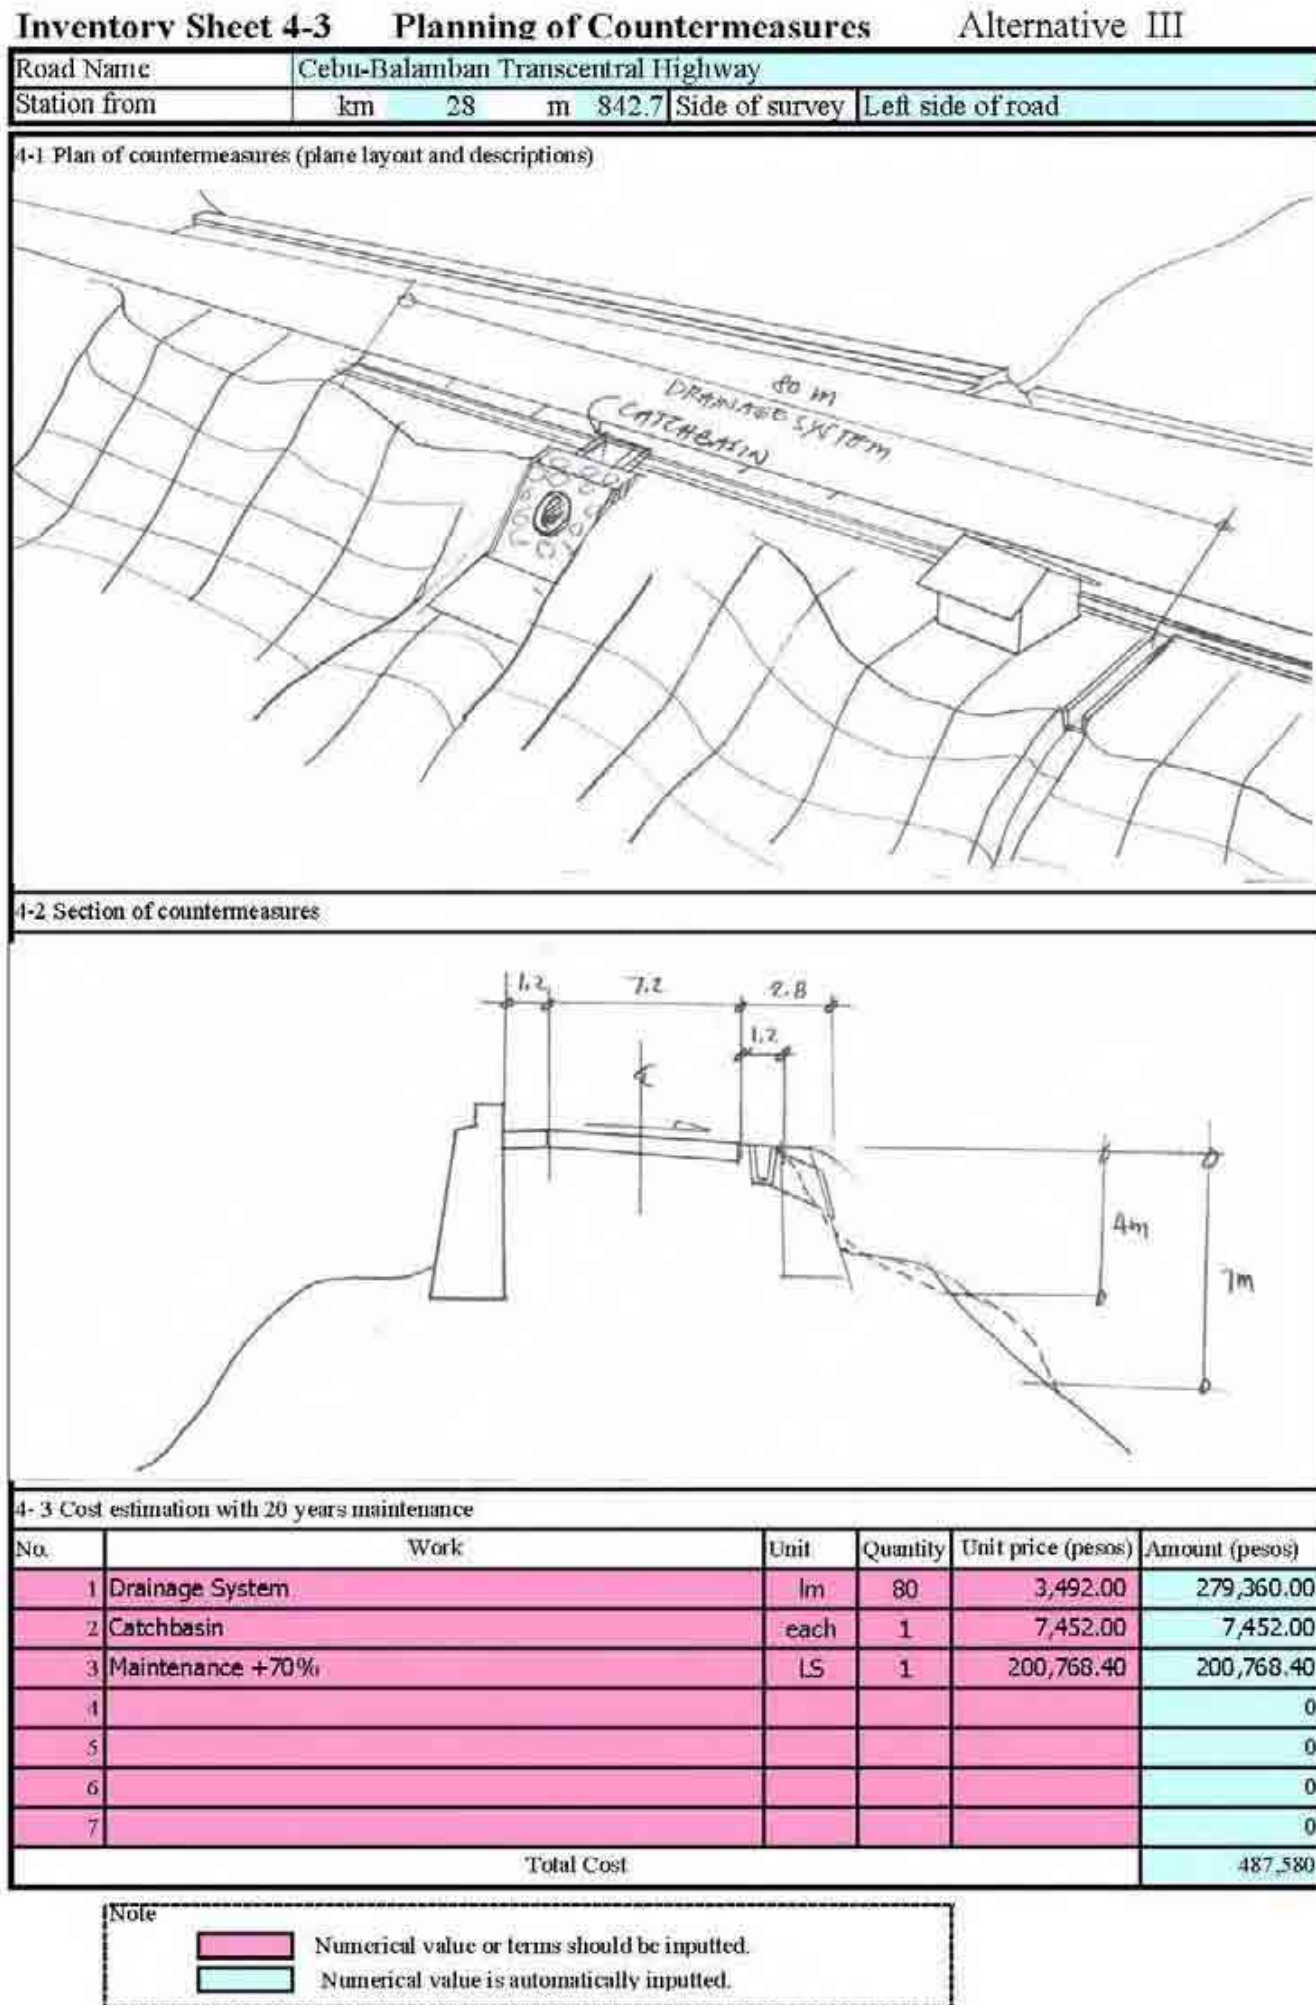 Inventory Sheet 4-3 Planning of Countermeasures Alternative III
Road Name Cebu-Balamban Transcentral Highway
Station from km 28 m 842.7 Side of survey Left side of road
4-1 Plan of countermeasures (plane layout and descriptions)
80 m
DRAINAGE SYSTEM
CATCHBASIN
4-2 Section of countermeasures
1.2 7.2 2.8
1.2
4m
7m
4- 3 Cost estimation with 20 years maintenance
No. Work Unit Quantity Unit price (pesos) Amount (pesos)
1 Drainage System lm 80 3,492.00 279,360.00
2 Catchbasin each 1 7,452.00 7,452.00
3 Maintenance +70% LS 1 200,768.40 200,768.40
4 0
5 0
6 0
7 0
Total Cost 487,580
Note
Numerical value or terms should be inputted.
Numerical value is automatically inputted.